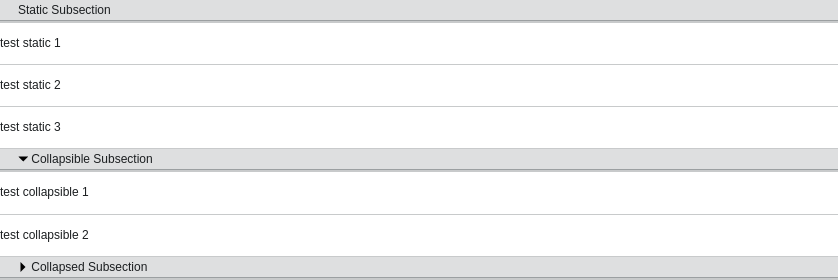 Static Subsection
test static 1
test static 2
test static 3
Collapsible Subsection
test collapsible 1
test collapsible 2
Collapsed Subsection